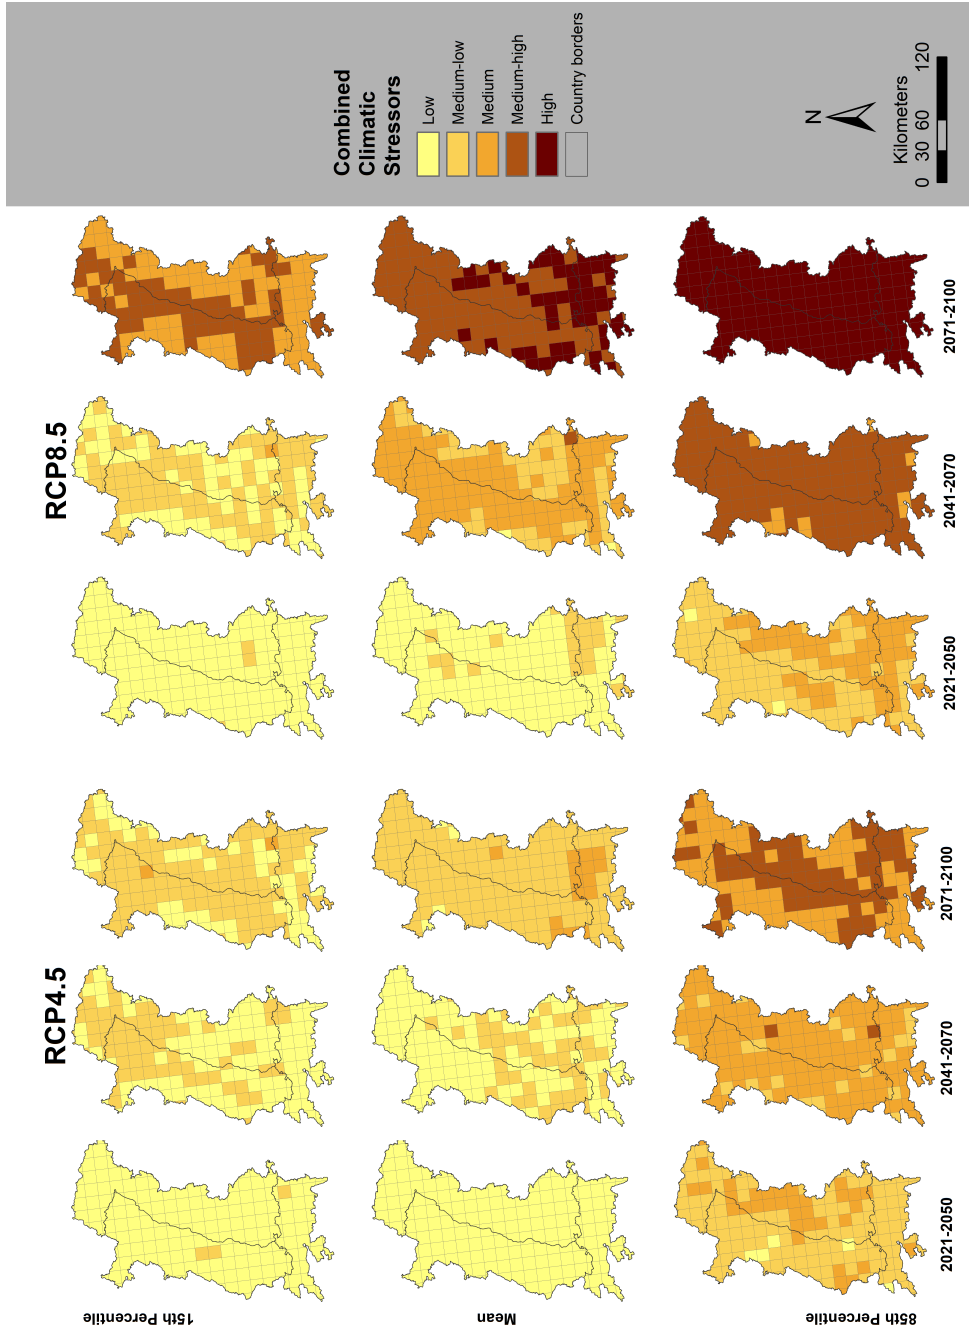 RCP4.5
RCP8.5
15th Percentile
Mean
85th Percentile
2021-2050
2041-2070
2071-2100
2021-2050
2041-2070
2071-2100
Combined
Climatic
Stressors
Low
Medium-low
Medium
Medium-high
High
Country borders
N
Kilometers
0 30 60 120